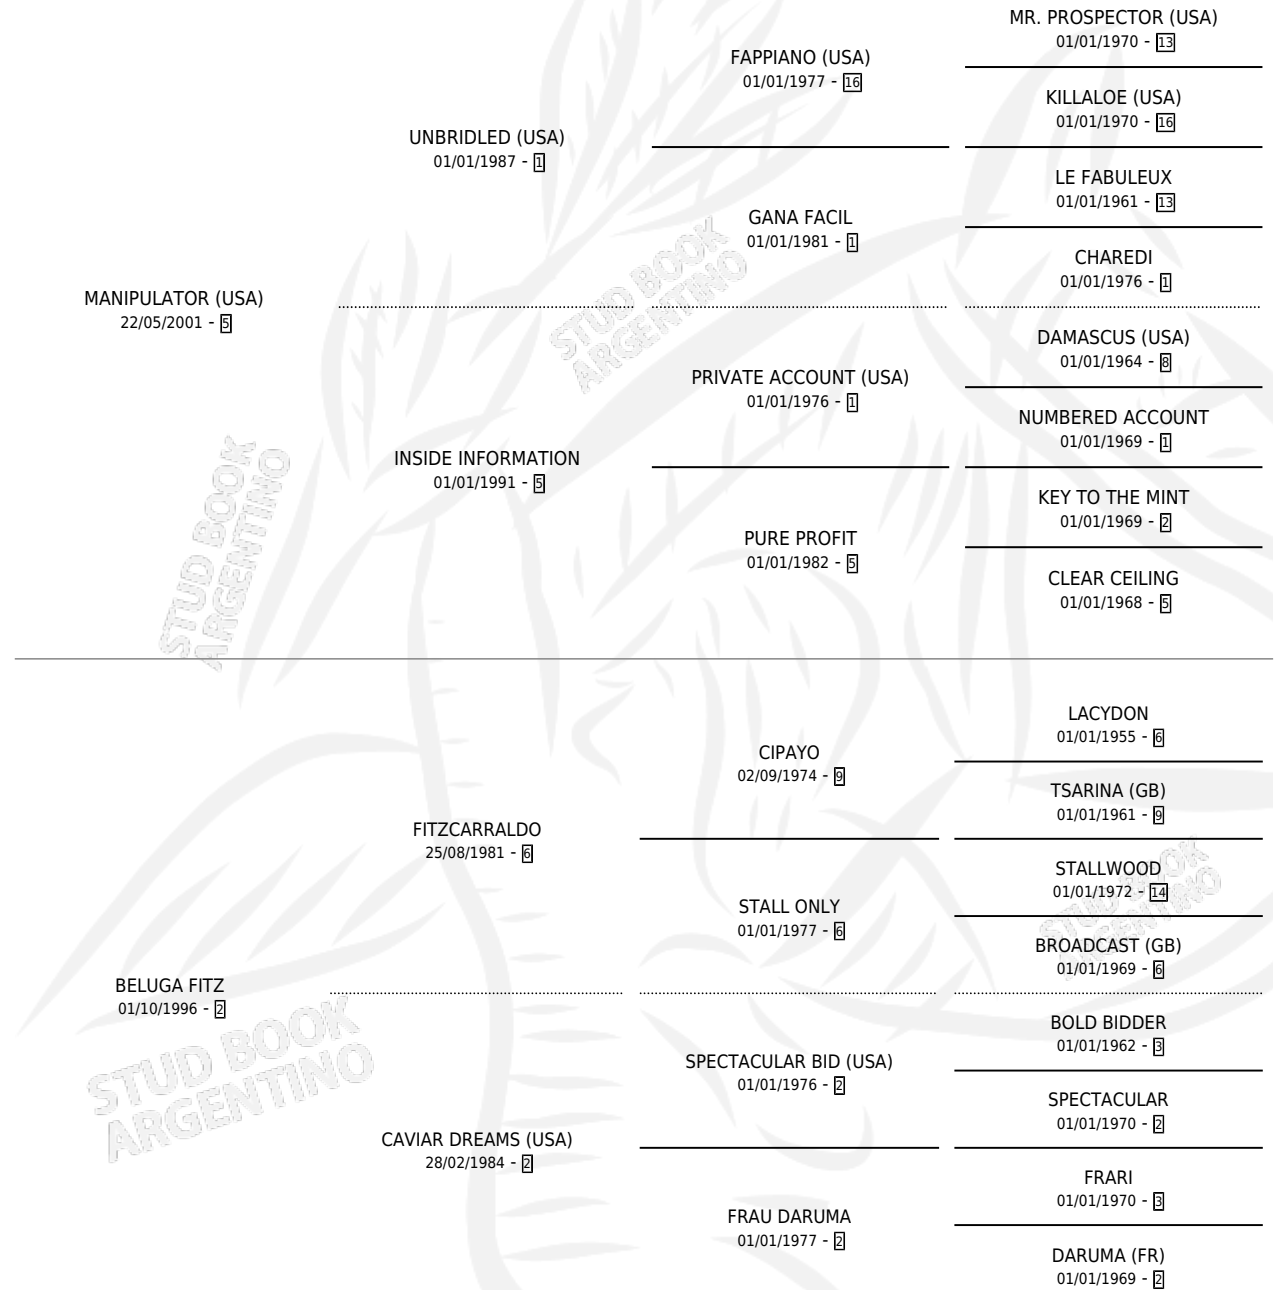 MR. PROSPECTOR (USA)
01/01/1970 - 13
FAPPIANO (USA)
01/01/1977 - 16
KILLALOE (USA)
01/01/1970 - 16
UNBRIDLED (USA)
01/01/1987 - 1
LE FABULEUX
01/01/1961 - 13
GANA FACIL
01/01/1981 - 1
CHAREDI
01/01/1976 - 1
MANIPULATOR (USA)
22/05/2001 - 5
STUD BOOK
ARGENTINO
DAMASCUS (USA)
01/01/1964 - 8
PRIVATE ACCOUNT (USA)
01/01/1976 - 1
NUMBERED ACCOUNT
01/01/1969 - 1
INSIDE INFORMATION
01/01/1991 - 5
KEY TO THE MINT
01/01/1969 - 2
PURE PROFIT
01/01/1982 - 5
CLEAR CEILING
01/01/1968 - 5
STUD BOOK
ARGENTINO
LACYDON
01/01/1955 - 6
CIPAYO
02/09/1974 - 9
TSARINA (GB)
01/01/1961 - 9
FITZCARRALDO
25/08/1981 - 6
STALLWOOD
01/01/1972 - 14
STALL ONLY
01/01/1977 - 6
STUD BOOK
ARGENTINO
BROADCAST (GB)
01/01/1969 - 6
BELUGA FITZ
01/10/1996 - 2
STUD BOOK
ARGENTINO
BOLD BIDDER
01/01/1962 - 3
SPECTACULAR BID (USA)
01/01/1976 - 2
SPECTACULAR
01/01/1970 - 2
CAVIAR DREAMS (USA)
28/02/1984 - 2
FRARI
01/01/1970 - 3
FRAU DARUMA
01/01/1977 - 2
DARUMA (FR)
01/01/1969 - 2